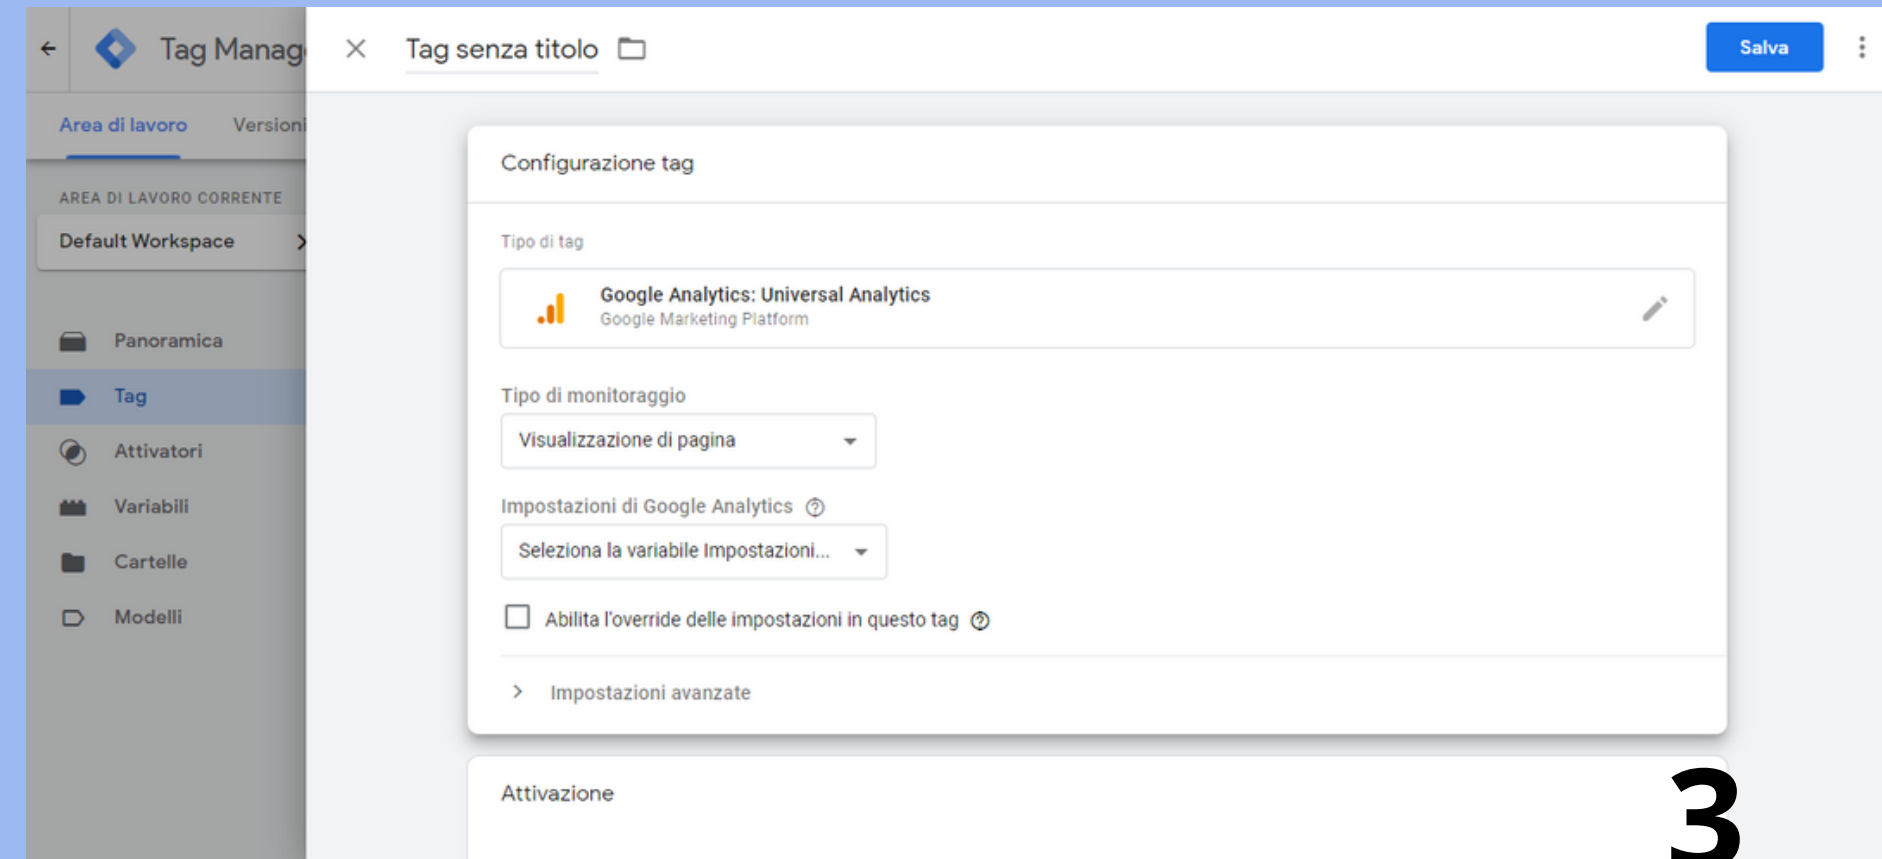 Tag Manag
Tag senza titolo
Salva
Area di lavoro
Versioni
AREA DI LAVORO CORRENTE
Default Workspace
Panoramica
Tag
Attivatori
Variabili
Cartelle
Modelli
Configurazione tag
Tipo di tag
Google Analytics: Universal Analytics
Google Marketing Platform
Tipo di monitoraggio
Visualizzazione di pagina
Impostazioni di Google Analytics
Seleziona la variabile Impostazioni...
Abilita l'override delle impostazioni in questo tag
Impostazioni avanzate
Attivazione
3